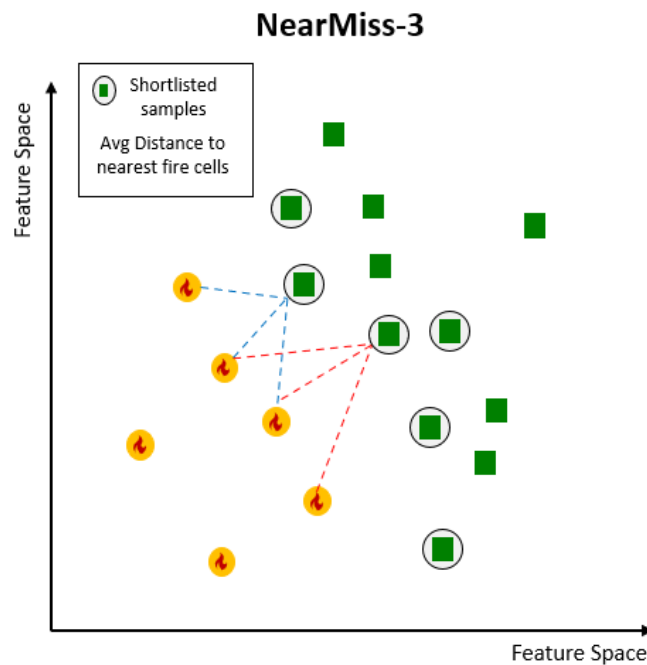 NearMiss-3
Shortlisted
samples
Avg Distance to
nearest fire cells
Feature Space
Feature Space